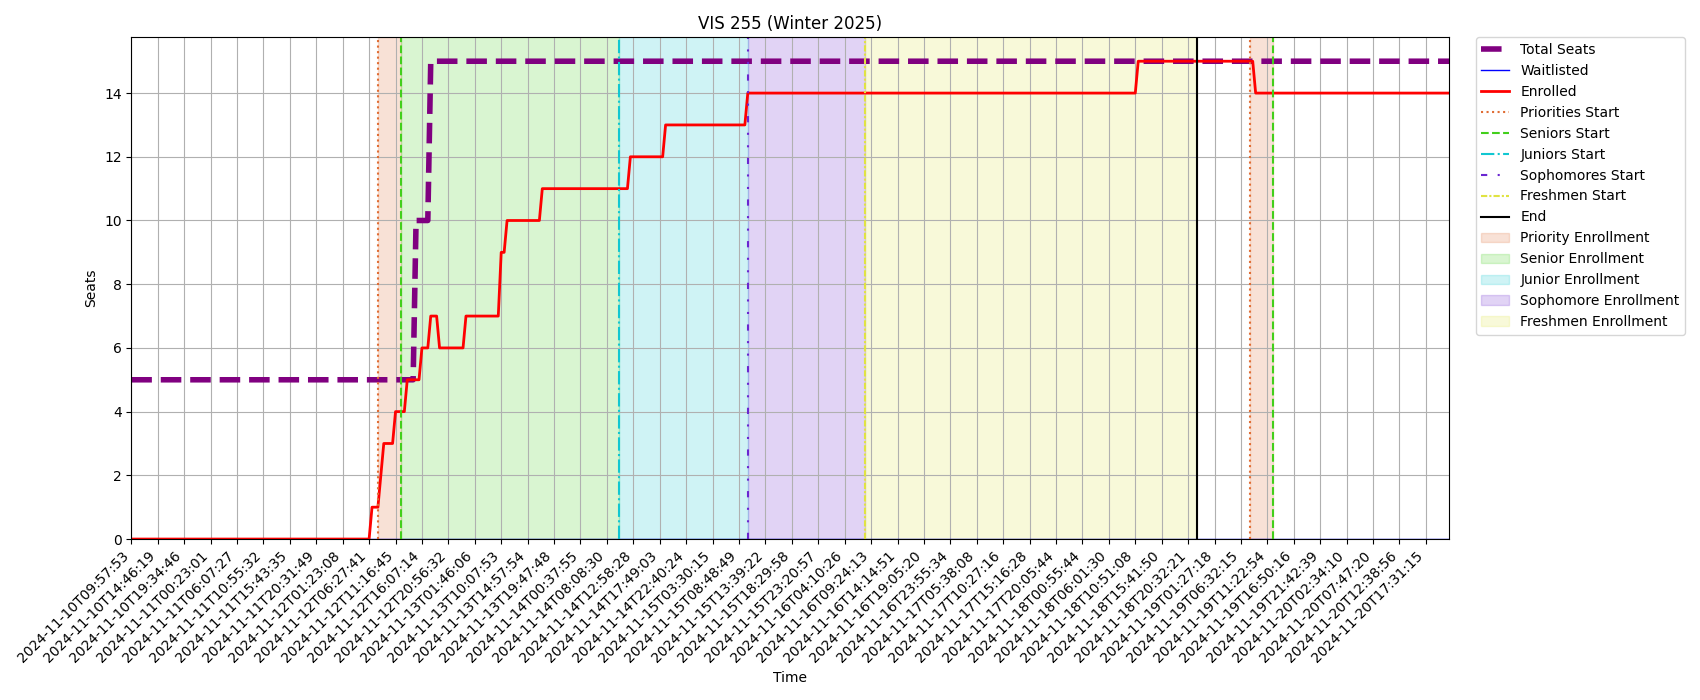 VIS 255 (Winter 2025)
Seats
14
12
10
8
6
4
2
0
2024-11-10T09:57:53
2024-11-10T14:46:19
2024-11-10T19:34:46
2024-11-11T00:23:01
2024-11-11T06:07:27
2024-11-11T10:55:32
2024-11-11T15:43:35
2024-11-11T20:31:49
2024-11-12T01:23:08
2024-11-12T06:27:41
2024-11-12T11:16:45
2024-11-12T16:07:14
2024-11-12T20:56:32
2024-11-13T01:46:06
2024-11-13T10:07:53
2024-11-13T14:57:54
2024-11-13T19:47:48
2024-11-14T00:37:55
2024-11-14T08:08:30
2024-11-14T12:58:28
2024-11-14T17:49:03
2024-11-14T22:40:24
2024-11-15T03:30:15
2024-11-15T08:48:49
2024-11-15T13:39:22
2024-11-15T18:29:58
2024-11-15T23:20:57
2024-11-16T04:10:26
2024-11-16T09:24:13
2024-11-16T14:14:51
2024-11-16T19:05:20
2024-11-16T23:55:34
2024-11-17T05:38:08
2024-11-17T10:27:16
2024-11-17T15:16:28
2024-11-17T20:05:44
2024-11-18T00:55:44
2024-11-18T06:01:30
2024-11-18T10:51:08
2024-11-18T15:41:50
2024-11-18T20:32:21
2024-11-19T01:27:18
2024-11-19T06:32:15
2024-11-19T11:22:54
2024-11-19T16:50:16
2024-11-19T21:42:39
2024-11-20T02:34:10
2024-11-20T07:47:20
2024-11-20T12:38:56
2024-11-20T17:31:15
Time
Total Seats
Waitlisted
Enrolled
Priorities Start
Seniors Start
Juniors Start
Sophomores Start
Freshmen Start
End
Priority Enrollment
Senior Enrollment
Junior Enrollment
Sophomore Enrollment
Freshmen Enrollment